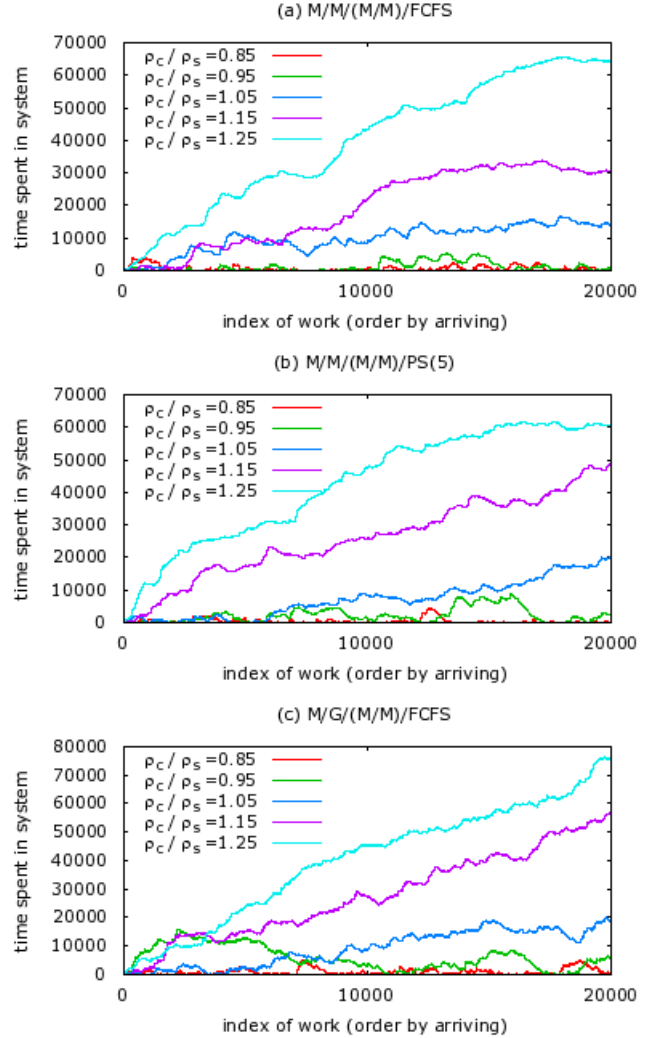 (a) M/M/(M/M)/FCFS
time spent in system
70000
60000
50000
40000
30000
20000
10000
0
ρc / ρs =0.85
ρc / ρs =0.95
ρc / ρs =1.05
ρc / ρs =1.15
ρc / ρs =1.25
0 10000 20000
index of work (order by arriving)
(b) M/M/(M/M)/PS(5)
time spent in system
70000
60000
50000
40000
30000
20000
10000
0
ρc / ρs =0.85
ρc / ρs =0.95
ρc / ρs =1.05
ρc / ρs =1.15
ρc / ρs =1.25
0 10000 20000
index of work (order by arriving)
(c) M/G/(M/M)/FCFS
time spent in system
80000
70000
60000
50000
40000
30000
20000
10000
0
ρc / ρs =0.85
ρc / ρs =0.95
ρc / ρs =1.05
ρc / ρs =1.15
ρc / ρs =1.25
0 10000 20000
index of work (order by arriving)